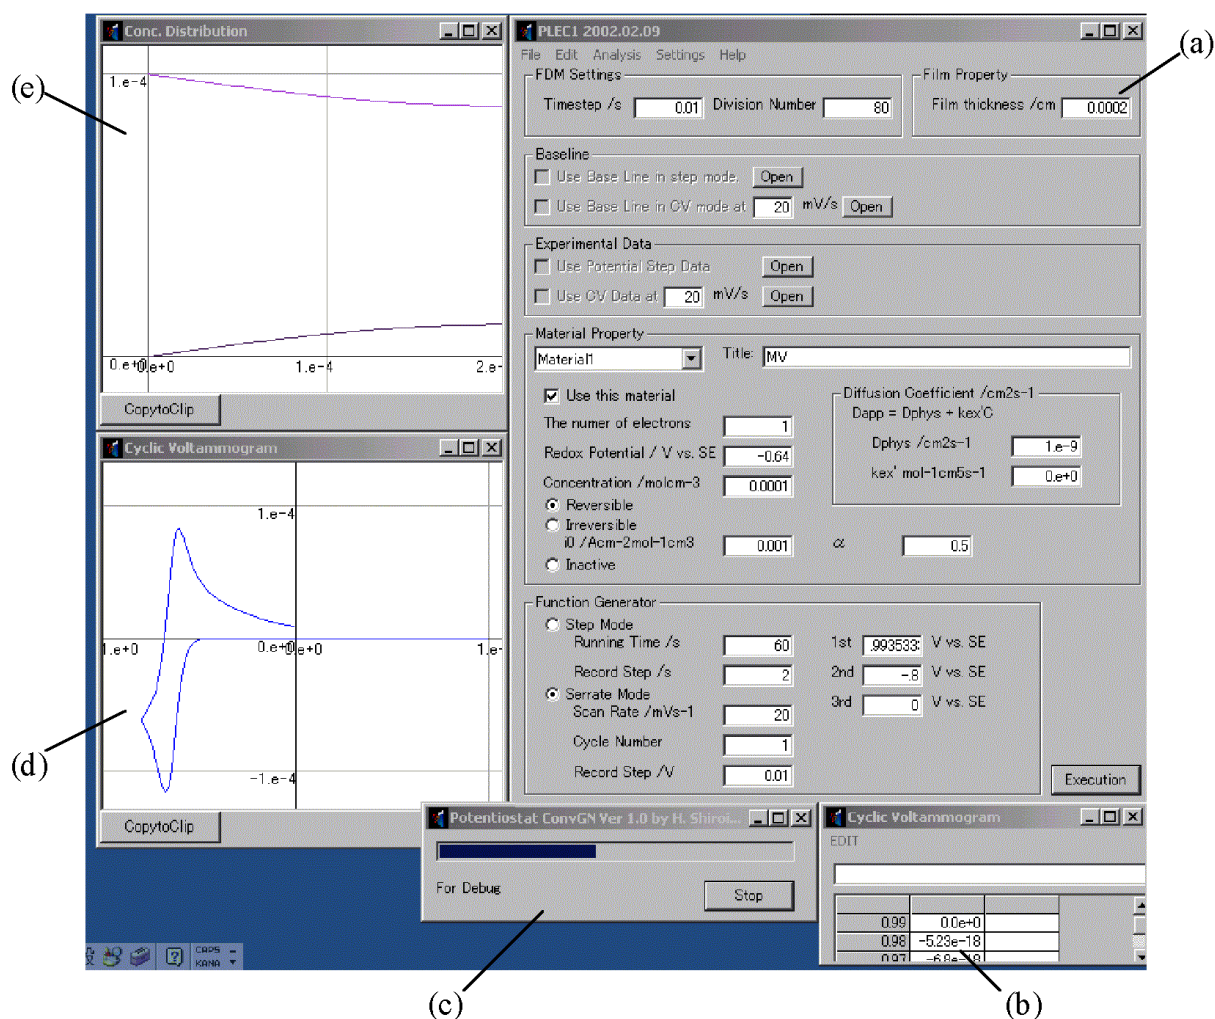 Conc. Distribution
1.e-4
0.e+0
0.e+0
1.e-4
2.e-
CopytoClip
Cyclic Voltammogram
1.e-4
1.e+0
0.e+0
0.e+0
1.e-
-1.e-4
CopytoClip
PLEC1 2002.02.09
File Edit Analysis Settings Help
FDM Settings
Timestep /s 0.01 Division Number 80
Film Property
Film thickness /cm 0.0002
Baseline
Use Base Line in step mode. Open
Use Base Line in CV mode at 20 mV/s Open
Experimental Data
Use Potential Step Data Open
Use CV Data at 20 mV/s Open
Material Property
Material1 Title: MV
Use this material
The numer of electrons 1
Redox Potential / V vs. SE -0.64
Concentration /molcm-3 0.0001
Reversible
Irreversible
i0 /Acm-2mol-1cm3 0.001 α 0.5
Inactive
Diffusion Coefficient /cm2s-1
Dapp = Dphys + kex'C
Dphys /cm2s-1 1.e-9
kex' mol-1cm5s-1 0.e+0
Function Generator
Step Mode
Running Time /s 60 1st .993533 V vs. SE
Record Step /s 2 2nd -.8 V vs. SE
Serrate Mode 3rd 0 V vs. SE
Scan Rate /mVs-1 20
Cycle Number 1
Record Step /V 0.01
Execution
Potentiostat ConvGN Ver 1.0 by H. Shiroi...
For Debug
Stop
Cyclic Voltammogram
EDIT
0.99 0.0e+0
0.98 -5.23e-18
0.97 -6.8e-18
CAPS
KANA
(a)
(b)
(c)
(d)
(e)